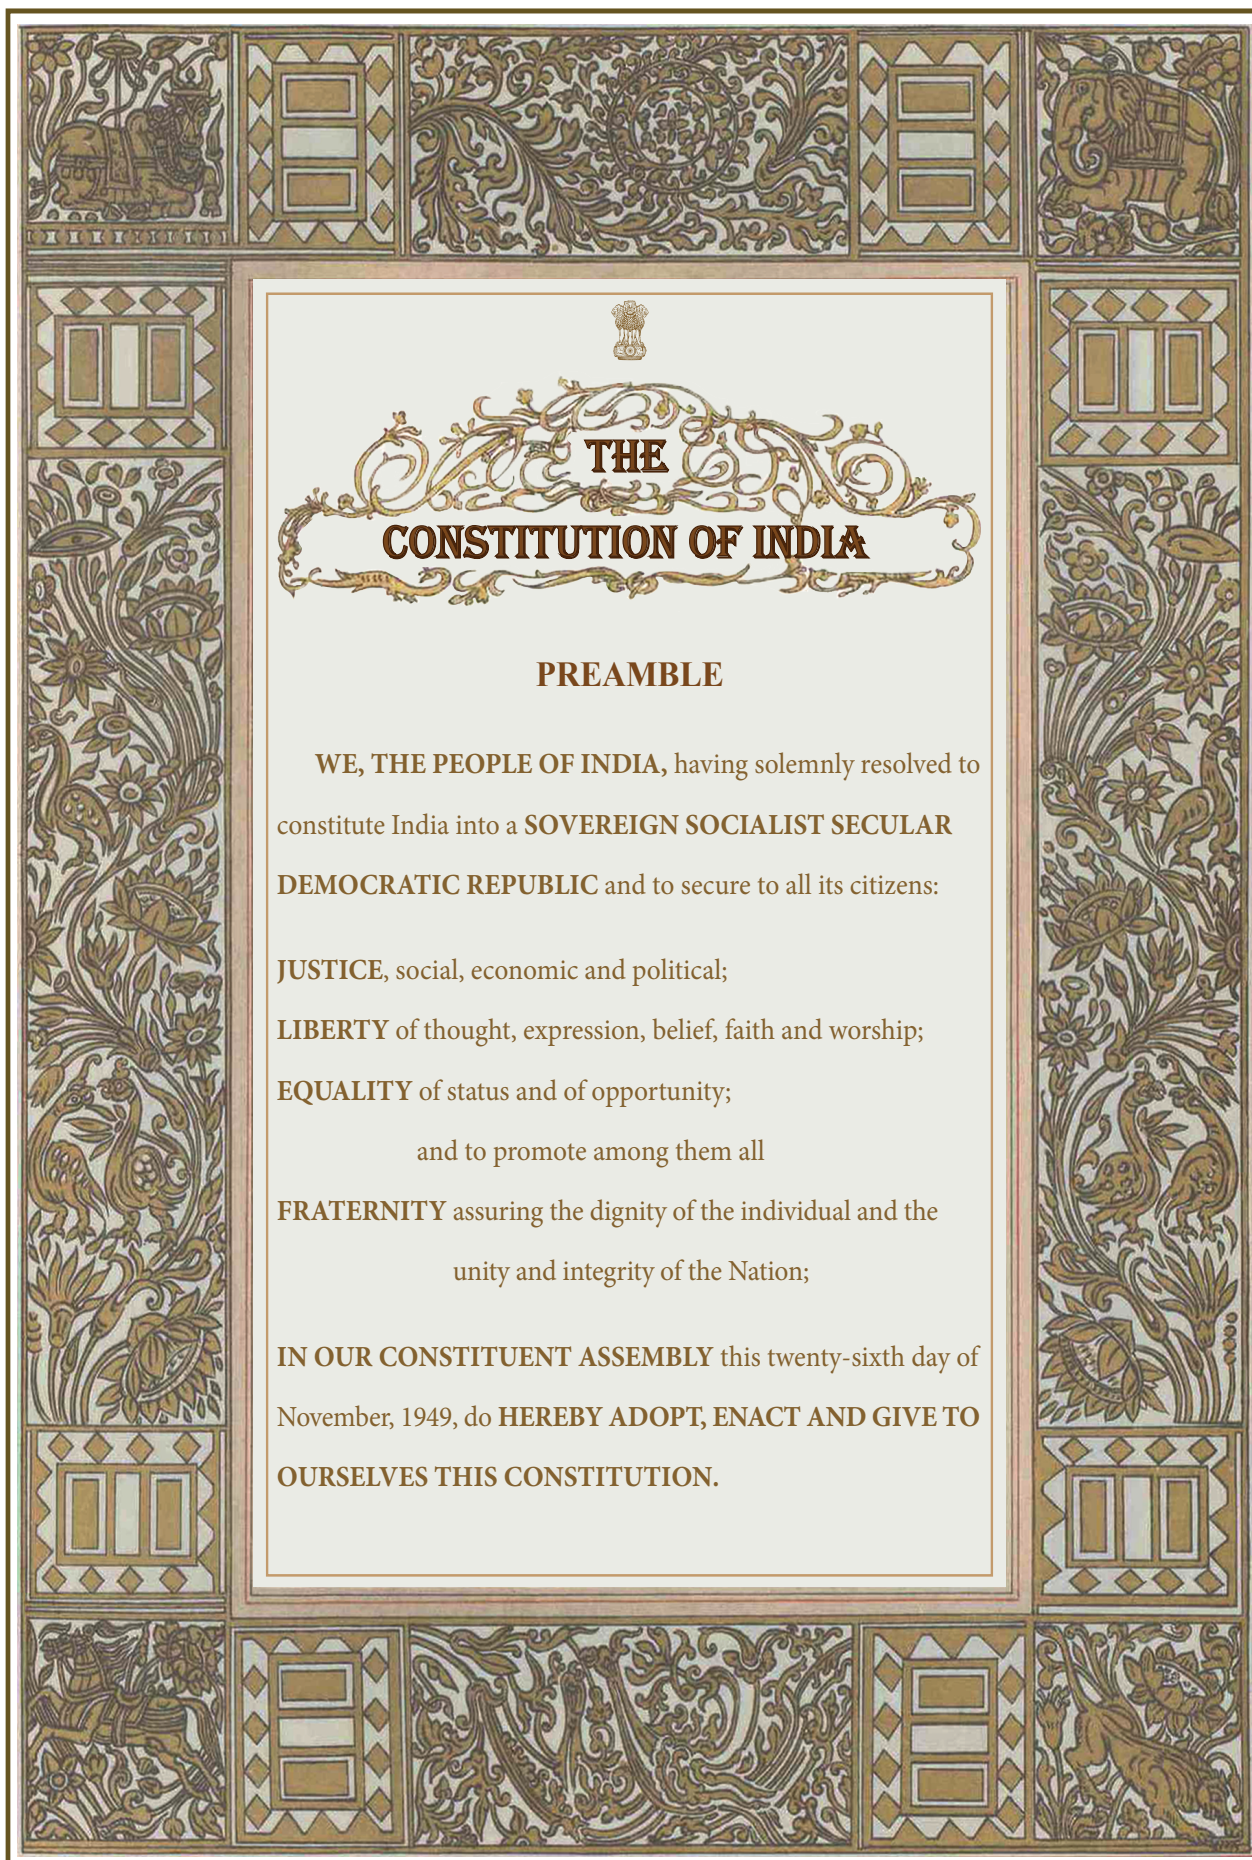 THE
CONSTITUTION OF INDIA
PREAMBLE
WE, THE PEOPLE OF INDIA, having solemnly resolved to
constitute India into a SOVEREIGN SOCIALIST SECULAR
DEMOCRATIC REPUBLIC and to secure to all its citizens:
JUSTICE, social, economic and political;
LIBERTY of thought, expression, belief, faith and worship;
EQUALITY of status and of opportunity;
and to promote among them all
FRATERNITY assuring the dignity of the individual and the
unity and integrity of the Nation;
IN OUR CONSTITUENT ASSEMBLY this twenty-sixth day of
November, 1949, do HEREBY ADOPT, ENACT AND GIVE TO
OURSELVES THIS CONSTITUTION.